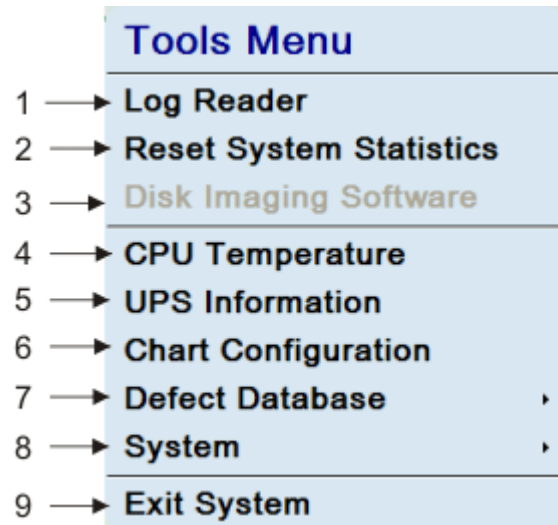 Tools Menu
1 Log Reader
2 Reset System Statistics
3 Disk Imaging Software
4 CPU Temperature
5 UPS Information
6 Chart Configuration
7 Defect Database
8 System
9 Exit System